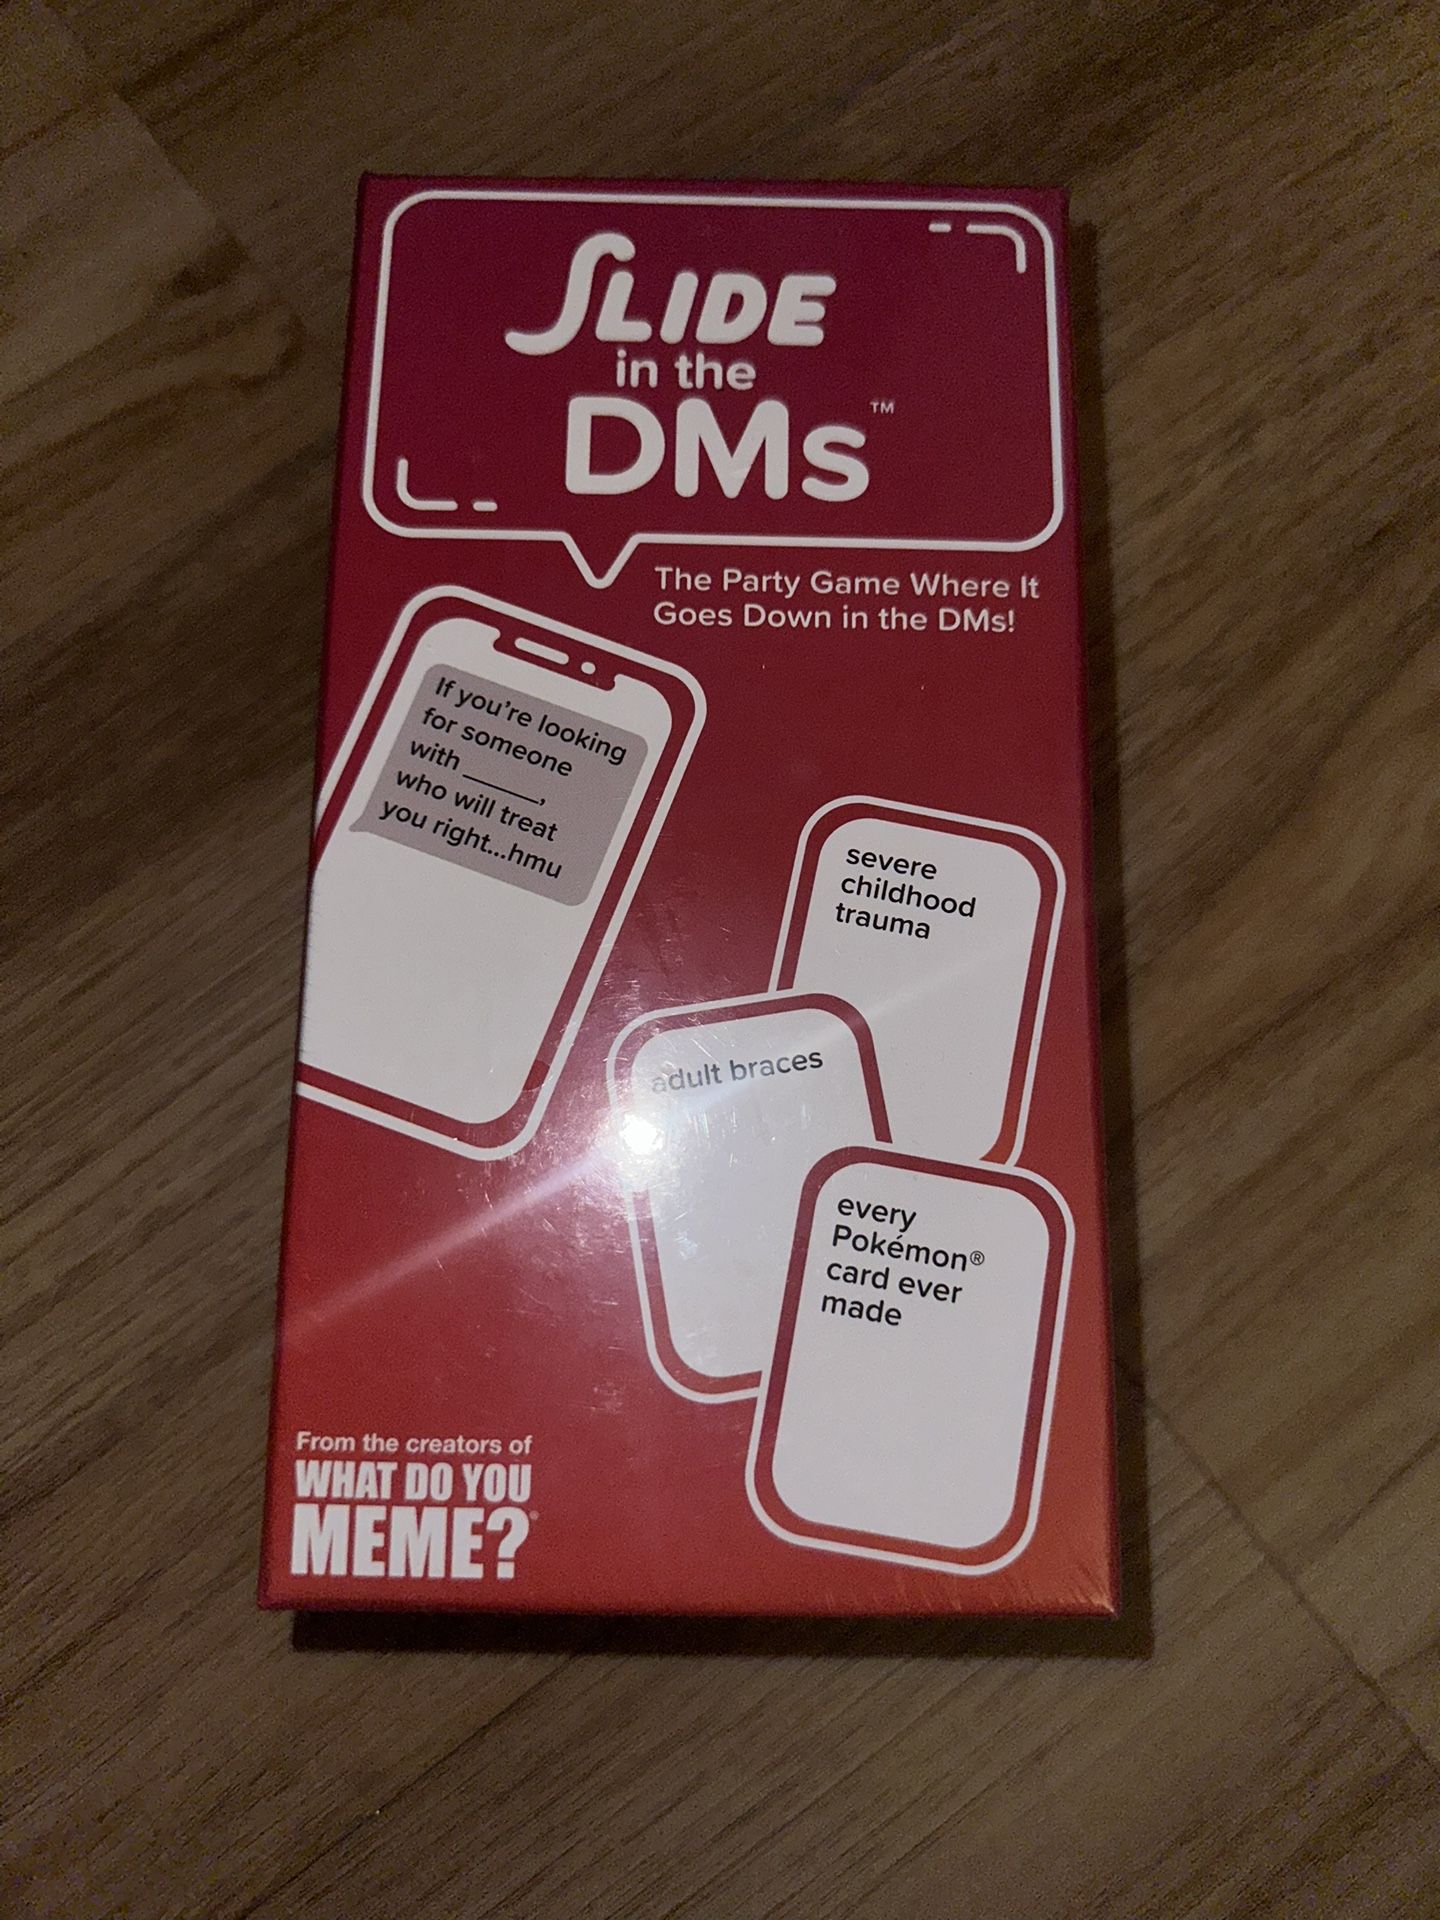 SLIDE
in the
DMs™
The Party Game Where It
Goes Down in the DMs!
If you're looking
for someone
with ______,
who will treat
you right...hmu
severe
childhood
trauma
adult braces
every
Pokémon®
card ever
made
From the creators of
WHAT DO YOU
MEME?